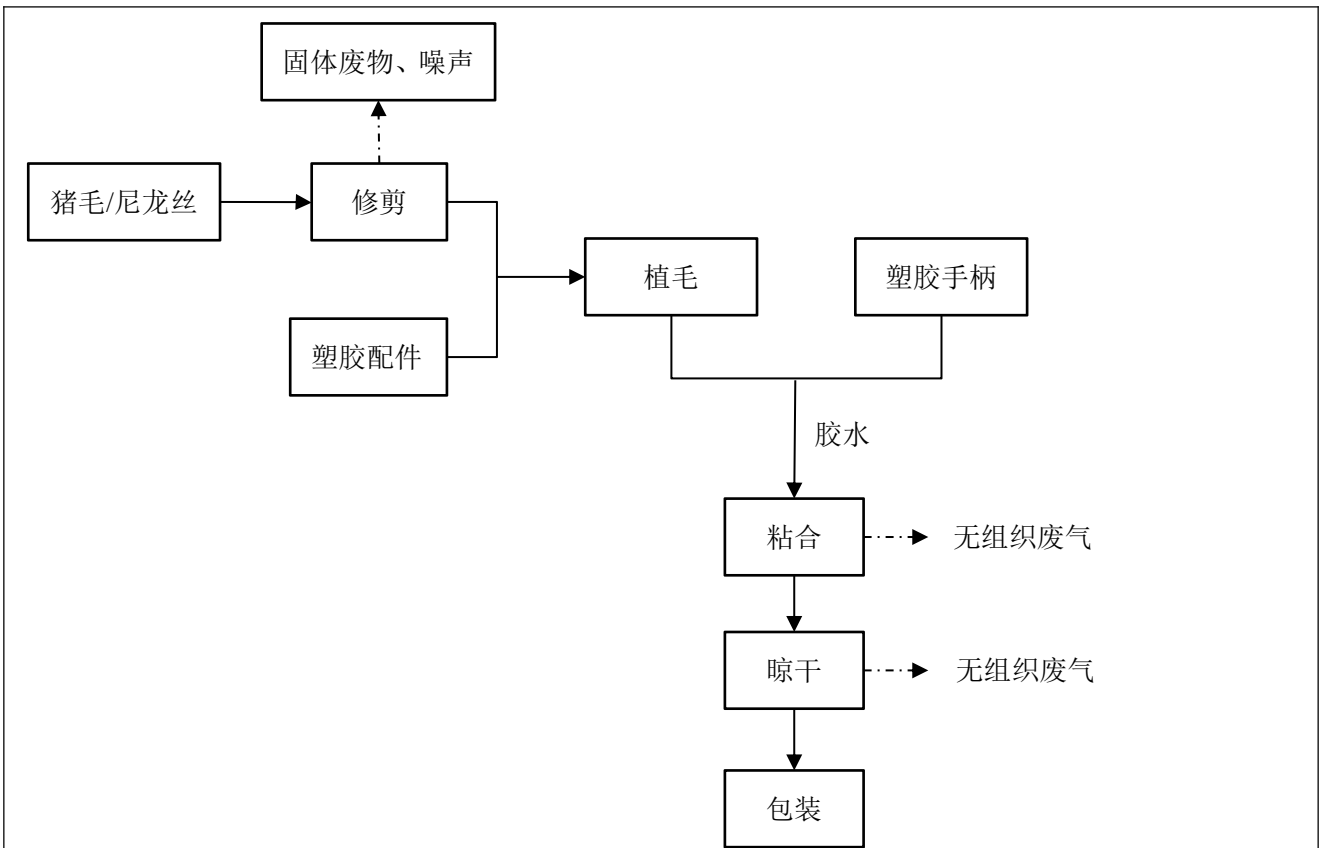 固体废物、噪声
猪毛/尼龙丝
修剪
植毛
塑胶手柄
塑胶配件
胶水
粘合
无组织废气
晾干
无组织废气
包装